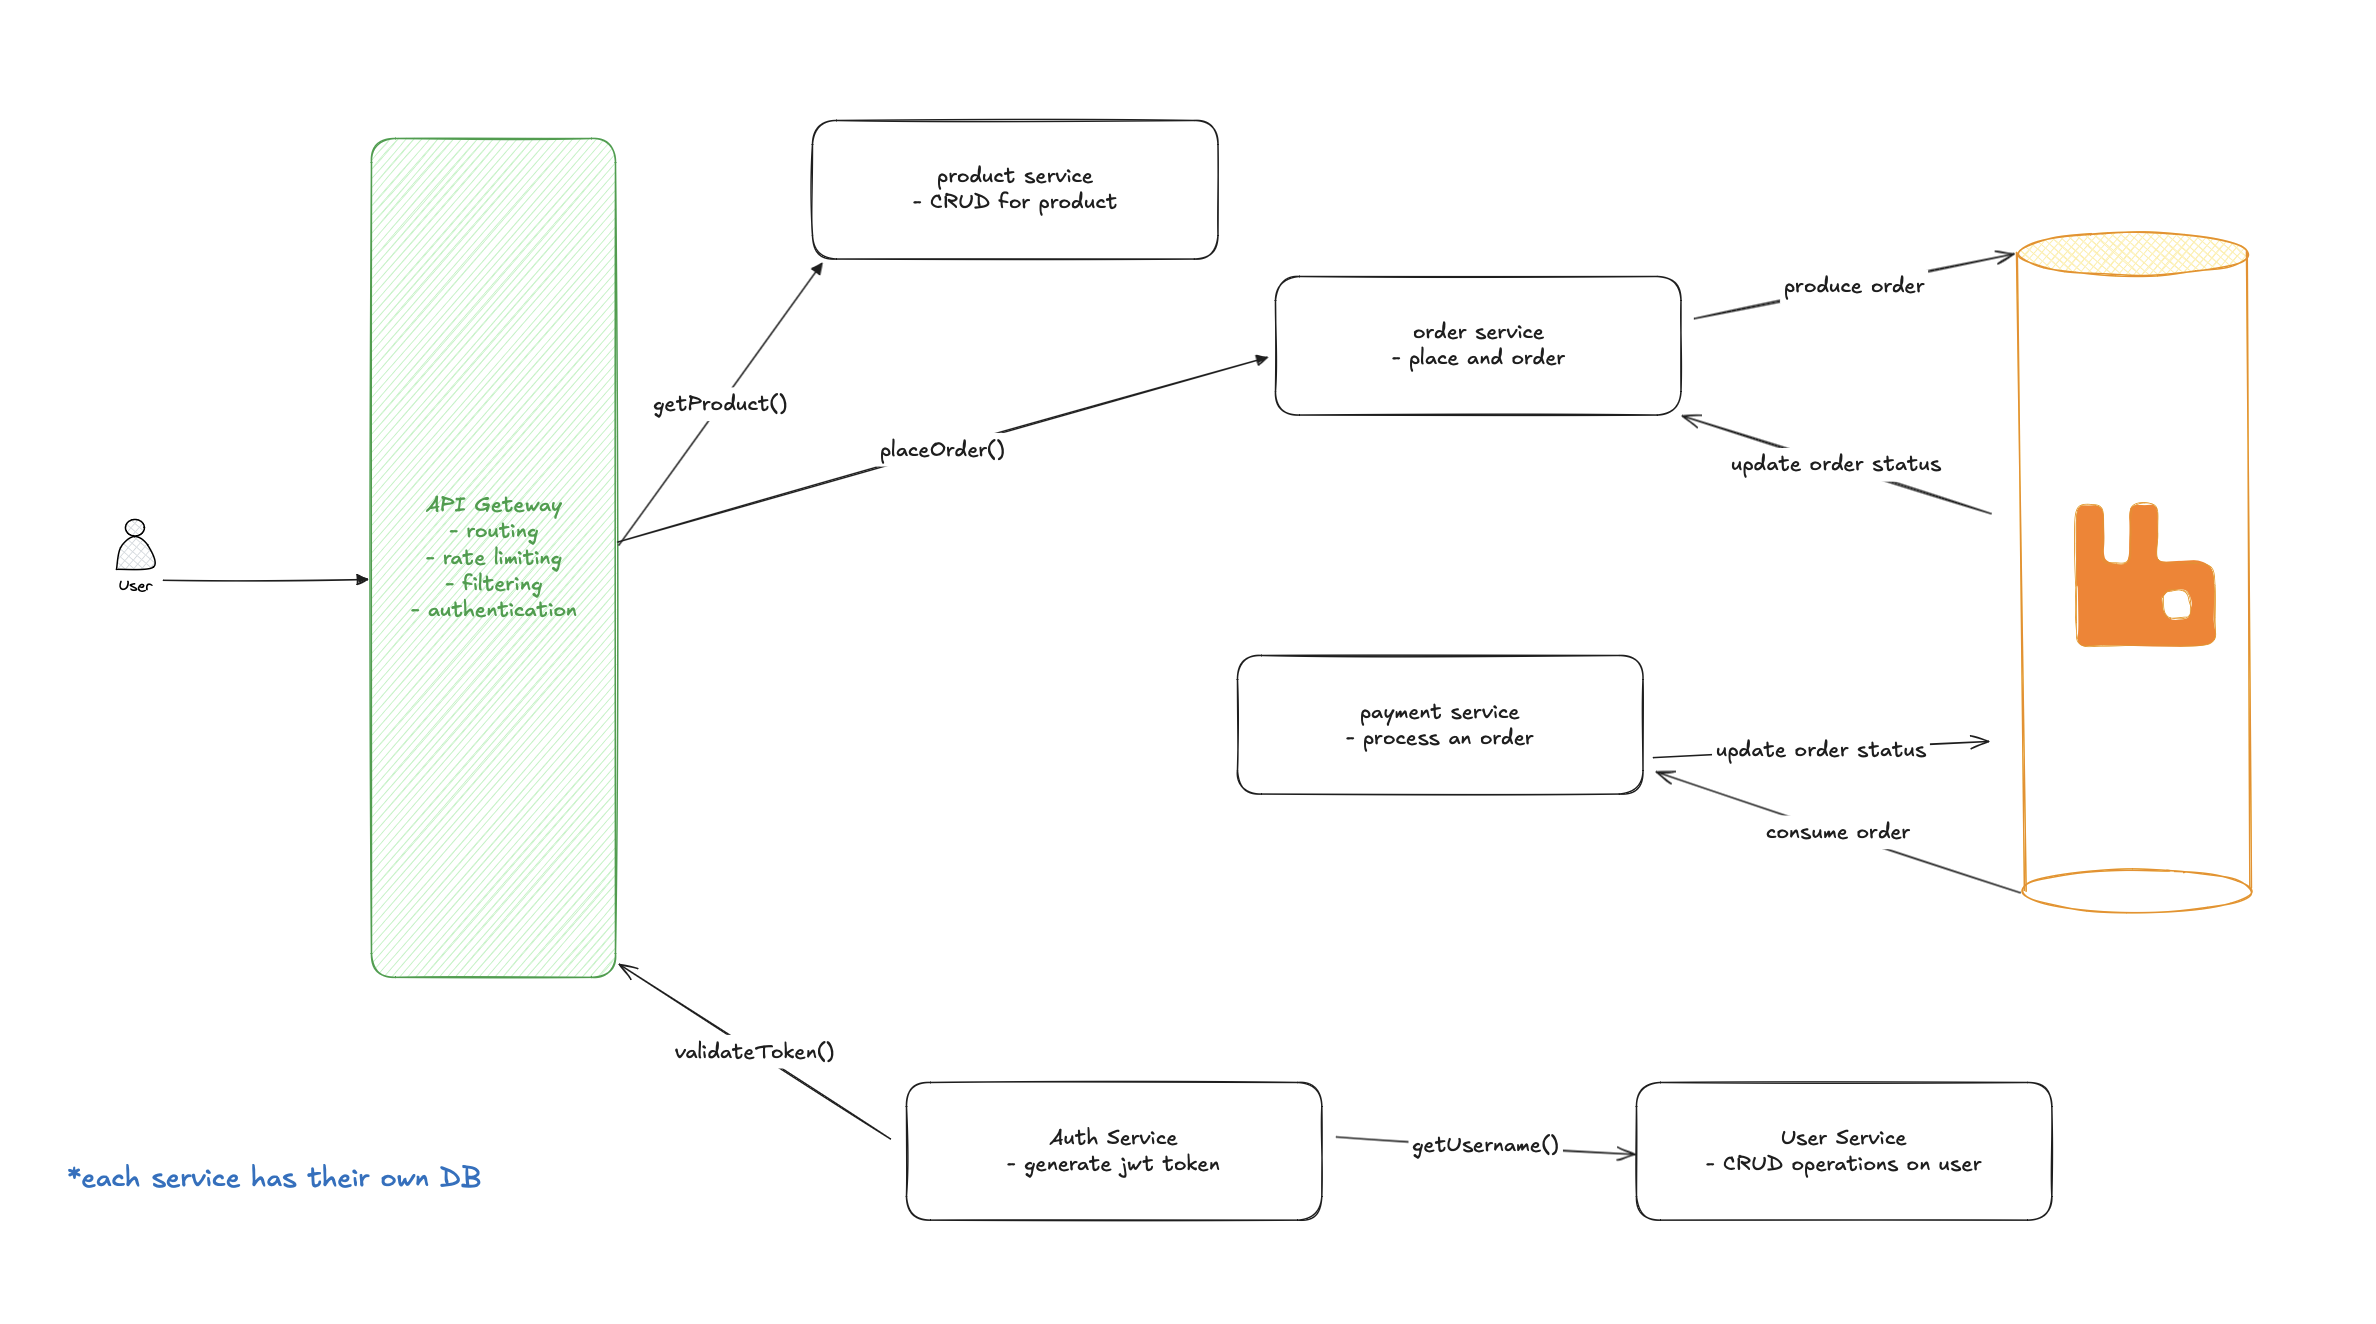 product service
- CRUD for product
order service
- place and order
produce order
getProduct()
placeOrder()
update order status
API Geteway
- routing
- rate limiting
- filtering
- authentication
User
payment service
- process an order
update order status
consume order
validateToken()
Auth Service
- generate jwt token
getUsername()
User Service
- CRUD operations on user
*each service has their own DB